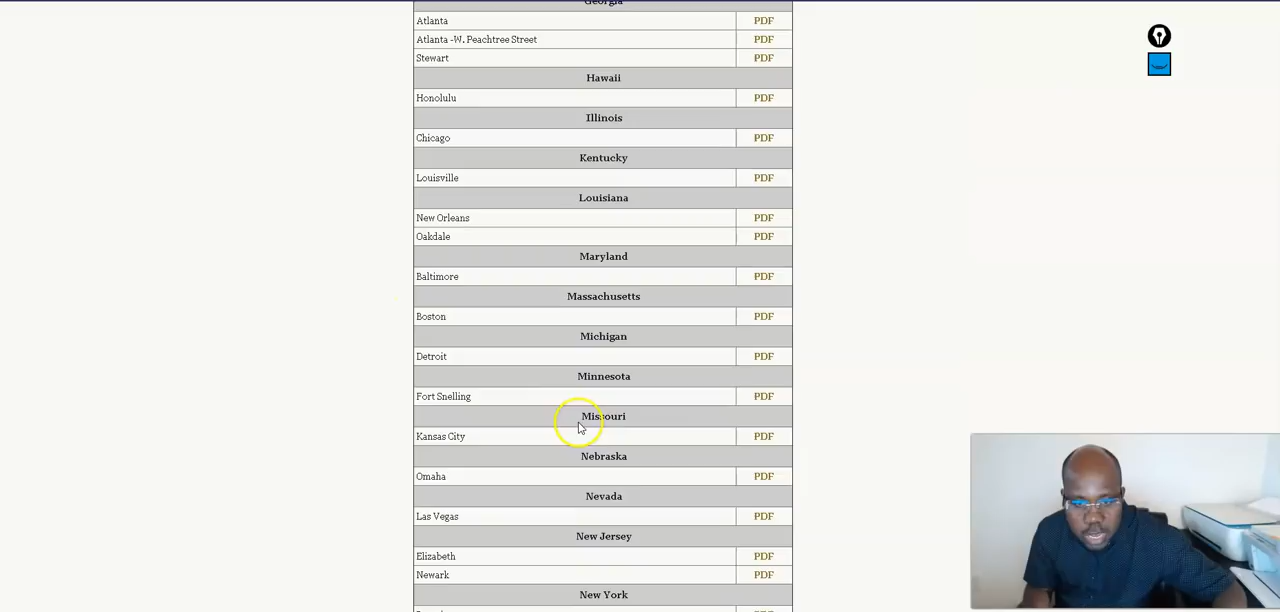 Georgia
Atlanta PDF
Atlanta -W. Peachtree Street PDF
Stewart PDF
Hawaii
Honolulu PDF
Illinois
Chicago PDF
Kentucky
Louisville PDF
Louisiana
New Orleans PDF
Oakdale PDF
Maryland
Baltimore PDF
Massachusetts
Boston PDF
Michigan
Detroit PDF
Minnesota
Fort Snelling PDF
Missouri
Kansas City PDF
Nebraska
Omaha PDF
Nevada
Las Vegas PDF
New Jersey
Elizabeth PDF
Newark PDF
New York